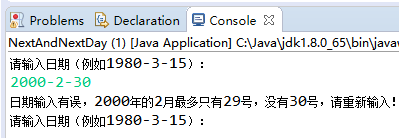 Problems Declaration Console
NextAndNextDay (1) [Java Application] C:\Java\jdk1.8.0_65\bin\java
请输入日期（例如1980-3-15）：
2000-2-30
日期输入有误，2000年的2月最多只有29号，没有30号，请重新输入！
请输入日期（例如1980-3-15）：